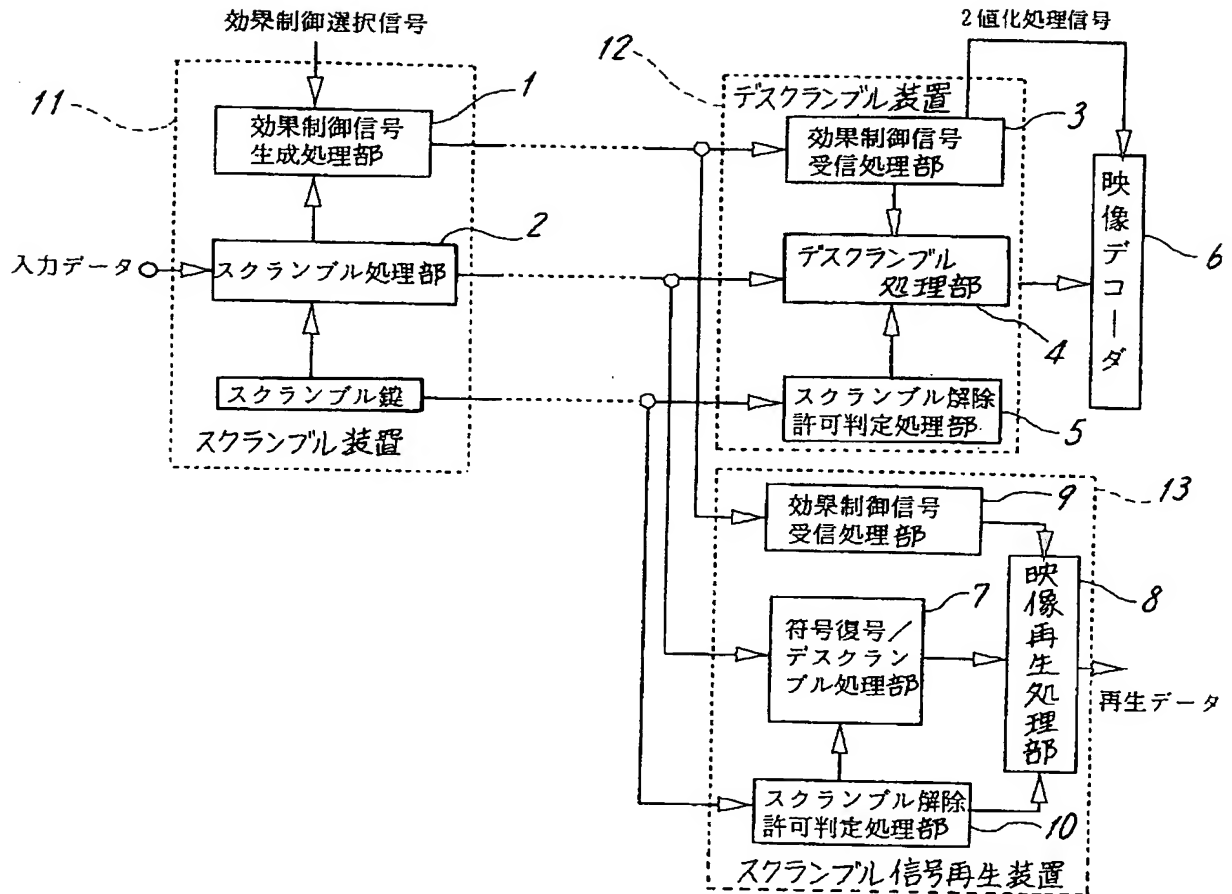 効果制御選択信号
11
1
効果制御信号
生成処理部
2
入力データ
スクランブル処理部
スクランブル鍵
スクランブル装置
2値化処理信号
12
デスクランブル装置
3
効果制御信号
受信処理部
映像デコーダ
6
デスクランブル
処理部
4
スクランブル解除
許可判定処理部
5
13
9
効果制御信号
受信処理部
7
符号復号/
デスクラン
ブル処理部
映像再生処理部
8
再生データ
スクランブル解除
許可判定処理部
10
スクランブル信号再生装置